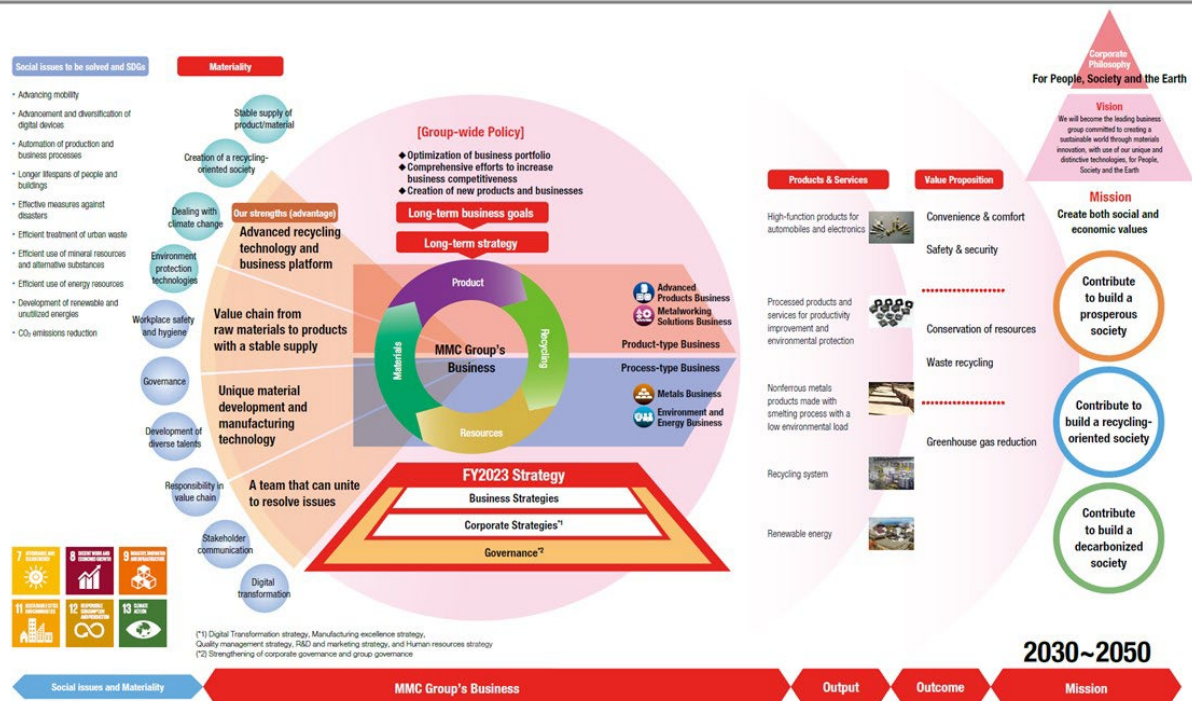 Social issues to be solved and SDGs
• Advancing mobility
• Advancement and diversification of
digital devices
• Automation of production and
business processes
• Longer lifespans of people and
buildings
• Effective measures against
disasters
• Efficient treatment of urban waste
• Efficient use of mineral resources
and alternative substances
• Efficient use of energy resources
• Development of renewable and
unutilized energies
• CO₂ emissions reduction
Materiality
Stable supply of
product/material
Creation of a recycling-
oriented society
Dealing with
climate change
Environment
protection
technologies
Workplace safety
and hygiene
Governance
Development of
diverse talents
Responsibility in
value chain
Stakeholder
communication
Digital
transformation
Our strengths (advantage)
Advanced recycling
technology and
business platform
Value chain from
raw materials to products
with a stable supply
Unique material
development and
manufacturing
technology
A team that can unite
to resolve issues
[Group-wide Policy]
◆ Optimization of business portfolio
◆ Comprehensive efforts to increase
business competitiveness
◆ Creation of new products and businesses
Long-term business goals
Long-term strategy
Product
Recycling
Resources
Materials
MMC Group's
Business
Advanced
Products Business
Metalworking
Solutions Business
Product-type Business
Process-type Business
Metals Business
Environment and
Energy Business
FY2023 Strategy
Business Strategies
Corporate Strategies*1
Governance*2
Products & Services
High-function products for
automobiles and electronics
Processed products and
services for productivity
improvement and
environmental protection
Nonferrous metals
products made with
smelting process with a
low environmental load
Recycling system
Renewable energy
Value Proposition
Convenience & comfort
Safety & security
Conservation of resources
Waste recycling
Greenhouse gas reduction
Corporate
Philosophy
For People, Society and the Earth
Vision
We will become the leading business
group committed to creating a
sustainable world through materials
innovation, with use of our unique and
distinctive technologies, for People,
Society and the Earth
Mission
Create both social and
economic values
Contribute
to build a
prosperous
society
Contribute to
build a recycling-
oriented society
Contribute
to build a
decarbonized
society
7
8 DECENT WORK AND
ECONOMIC GROWTH
9
11
12
13 CLIMATE
ACTION
(*1) Digital Transformation strategy, Manufacturing excellence strategy,
Quality management strategy, R&D and marketing strategy, and Human resources strategy
(*2) Strengthening of corporate governance and group governance
2030~2050
Social issues and Materiality
MMC Group's Business
Output
Outcome
Mission